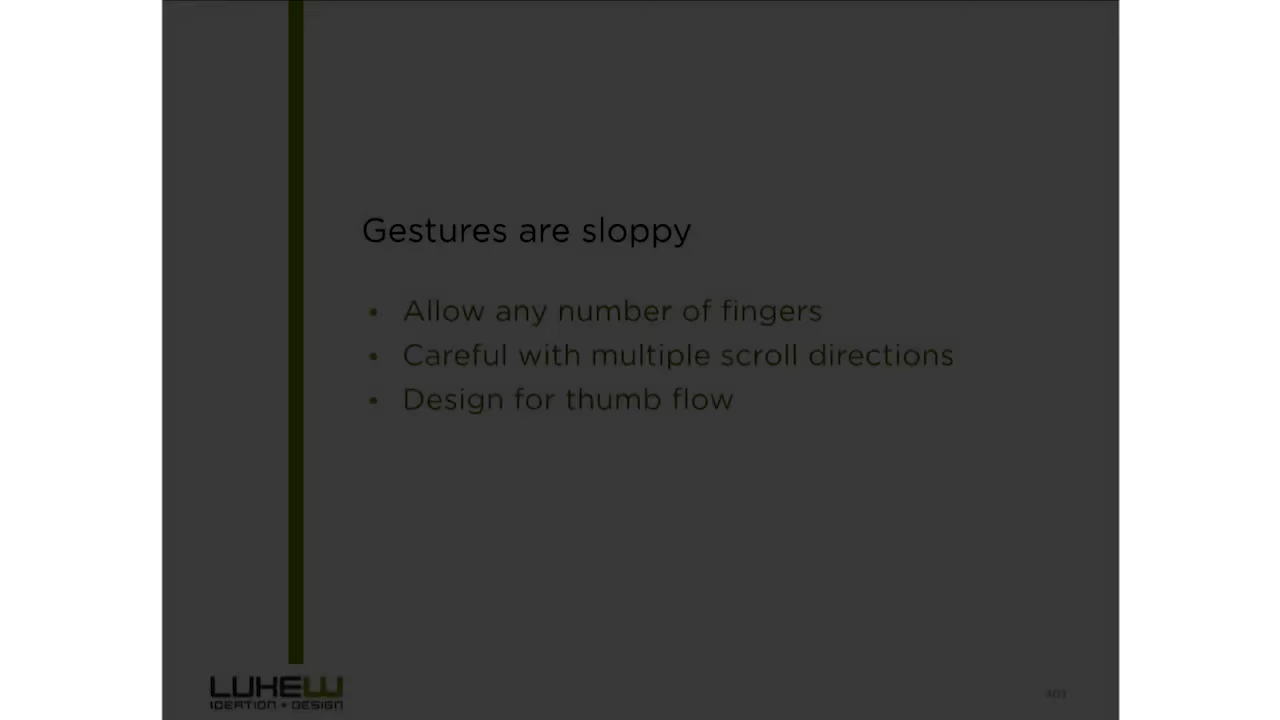 Gestures are sloppy
• Allow any number of fingers
• Careful with multiple scroll directions
• Design for thumb flow
LUKEW
IDEATION + DESIGN